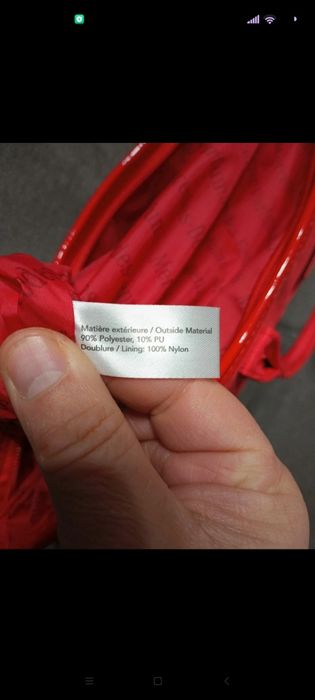 Matière extérieure / Outside Material
90% Polyester, 10% PU
Doublure / Lining: 100% Nylon